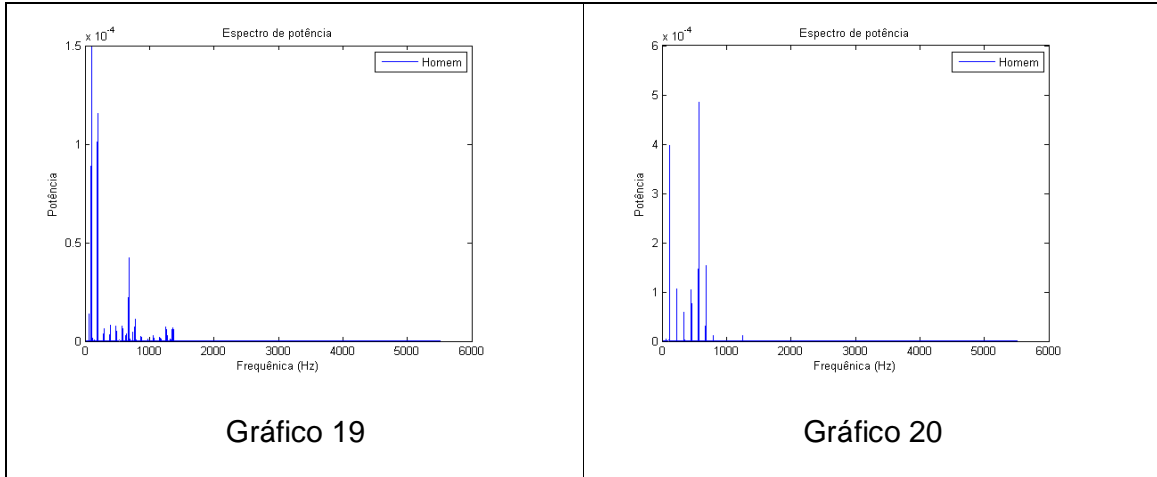 Espectro de potência
x 10-4
1.5
1
0.5
0
Potência
Homem
0 1000 2000 3000 4000 5000 6000
Frequênica (Hz)
Gráfico 19
Espectro de potência
x 10-4
6
5
4
3
2
1
0
Potência
Homem
0 1000 2000 3000 4000 5000 6000
Frequênica (Hz)
Gráfico 20